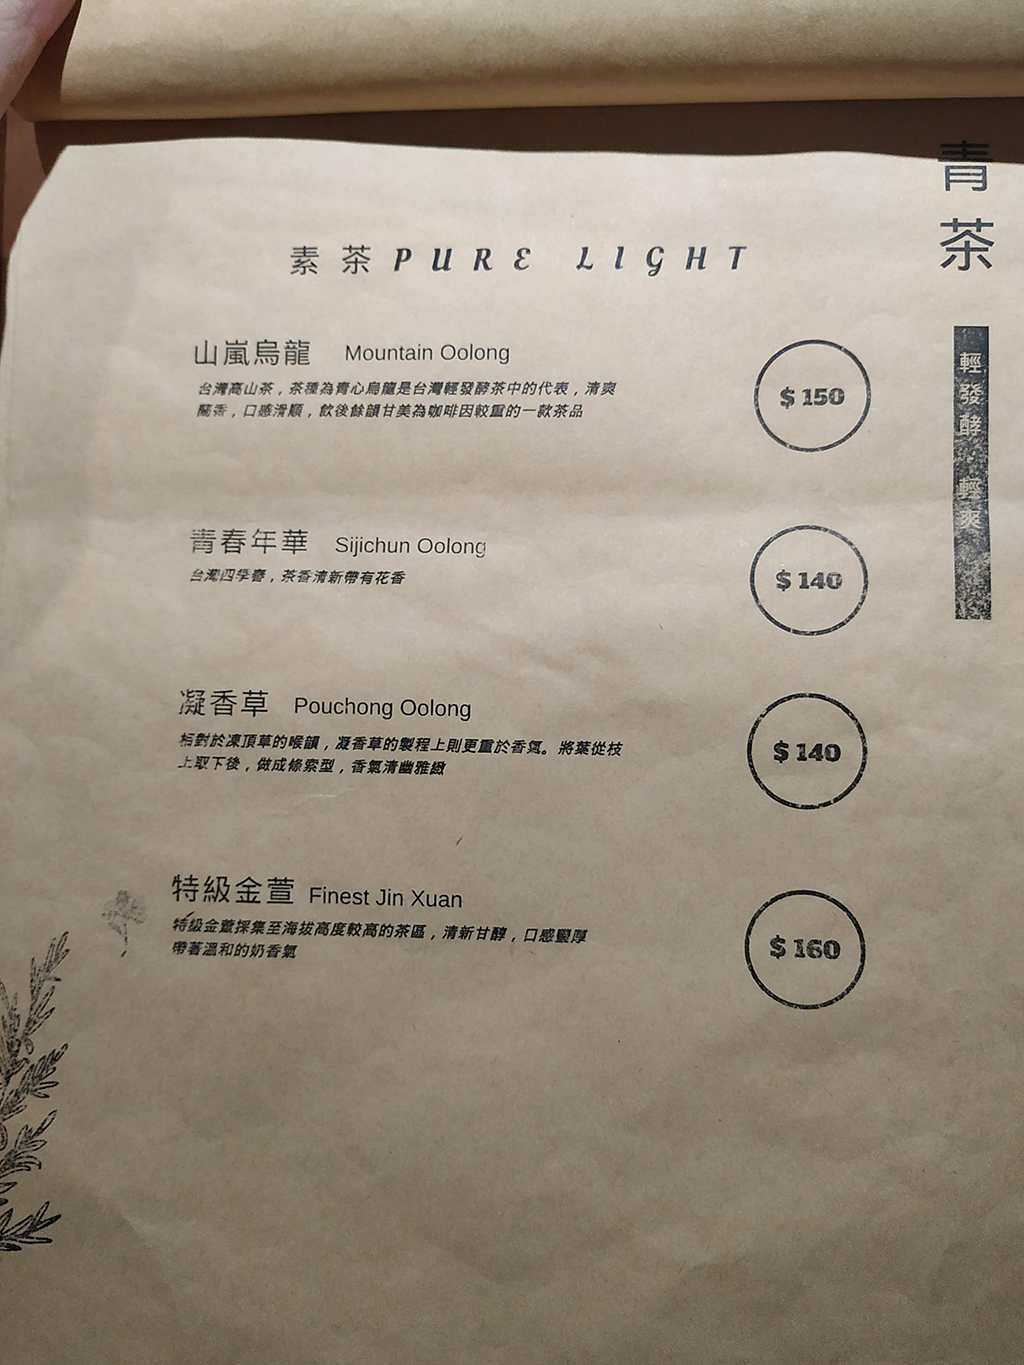 青茶
輕發酵 輕爽
素茶 PURE LIGHT
山嵐烏龍 Mountain Oolong
$ 150
台灣高山茶，茶種為青心烏龍是台灣輕發酵茶中的代表，清爽
蘭香，口感滑順，飲後餘韻甘美為咖啡因較重的一款茶品
青春年華 Sijichun Oolong
$ 140
台灣四季春，茶香清新帶有花香
凝香草 Pouchong Oolong
$ 140
相對於凍頂草的喉韻，凝香草的製程上則更重於香氣。將葉從枝
上取下後，做成條索型，香氣清幽雅緻
特級金萱 Finest Jin Xuan
$ 160
特級金萱採集至海拔高度較高的茶區，清新甘醇，口感豐厚
帶著溫和的奶香氣